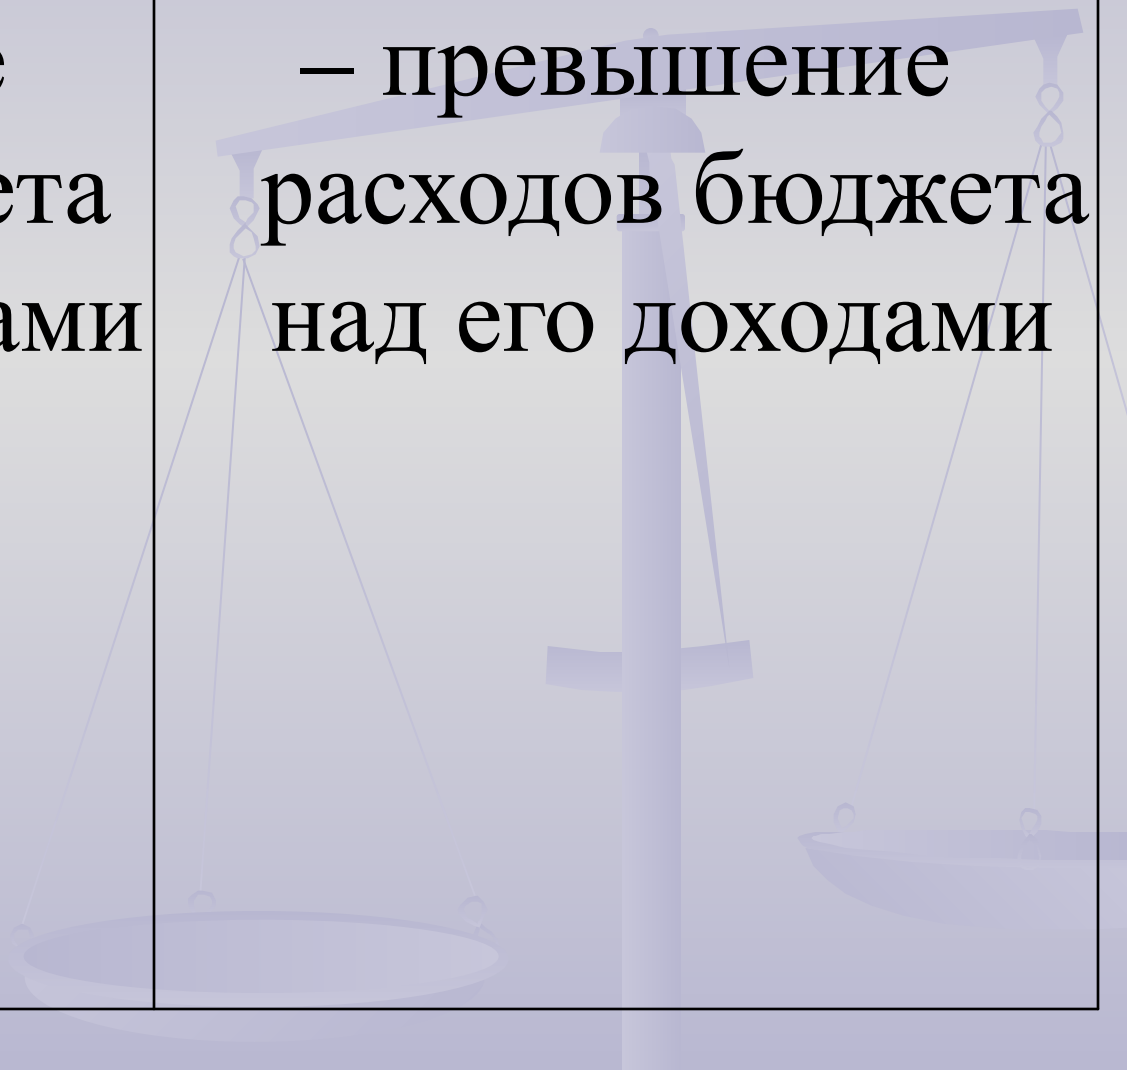 – превышение
расходов бюджета
над его доходами